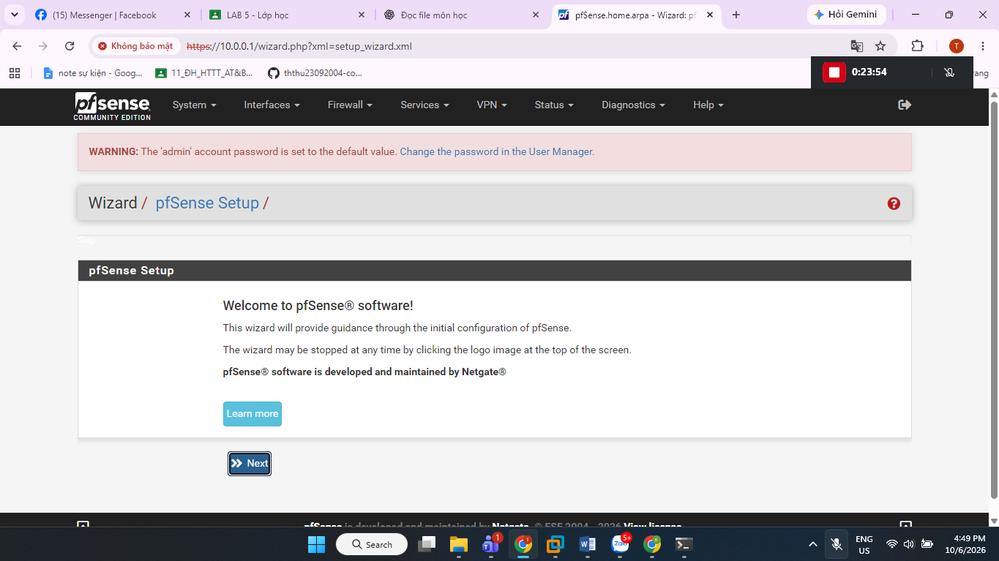 (15) Messenger | Facebook
LAB 5 - Lớp học
Đọc file môn học
pfSense.home.arpa - Wizard: pf
Hỏi Gemini
Không bảo mật
https://10.0.0.1/wizard.php?xml=setup_wizard.xml
T
note sự kiện - Goog...
11_ĐH_HTTT_AT&B...
ththu23092004-co...
0:23:54
rang
pfsense
COMMUNITY EDITION
System
Interfaces
Firewall
Services
VPN
Status
Diagnostics
Help
WARNING: The 'admin' account password is set to the default value. Change the password in the User Manager.
Wizard / pfSense Setup /
Step
pfSense Setup
Welcome to pfSense® software!
This wizard will provide guidance through the initial configuration of pfSense.
The wizard may be stopped at any time by clicking the logo image at the top of the screen.
pfSense® software is developed and maintained by Netgate®
Learn more
Next
pfSense is developed and maintained by Netgate. © ESF 2004 - 2026 View license.
Search
1
1
Zalo
5+
K
ENG
US
4:49 PM
10/6/2026